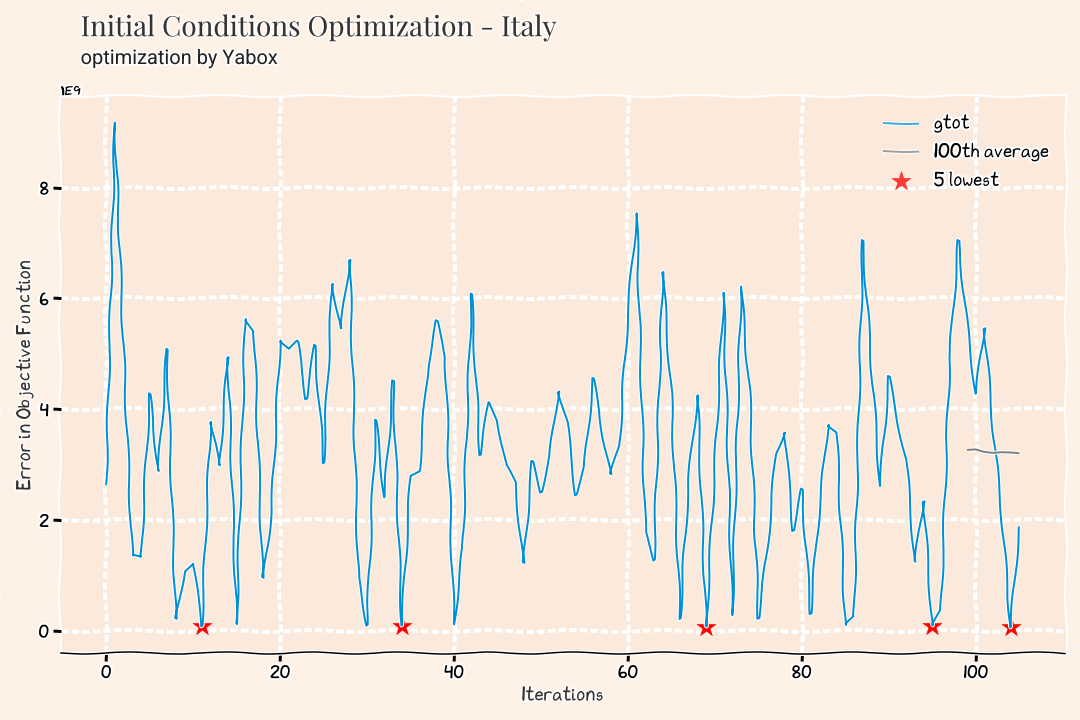 Initial Conditions Optimization - Italy
optimization by Yabox
1E9
gtot
100th average
5 lowest
8
6
4
2
0
Error in Objective Function
0 20 40 60 80 100
Iterations